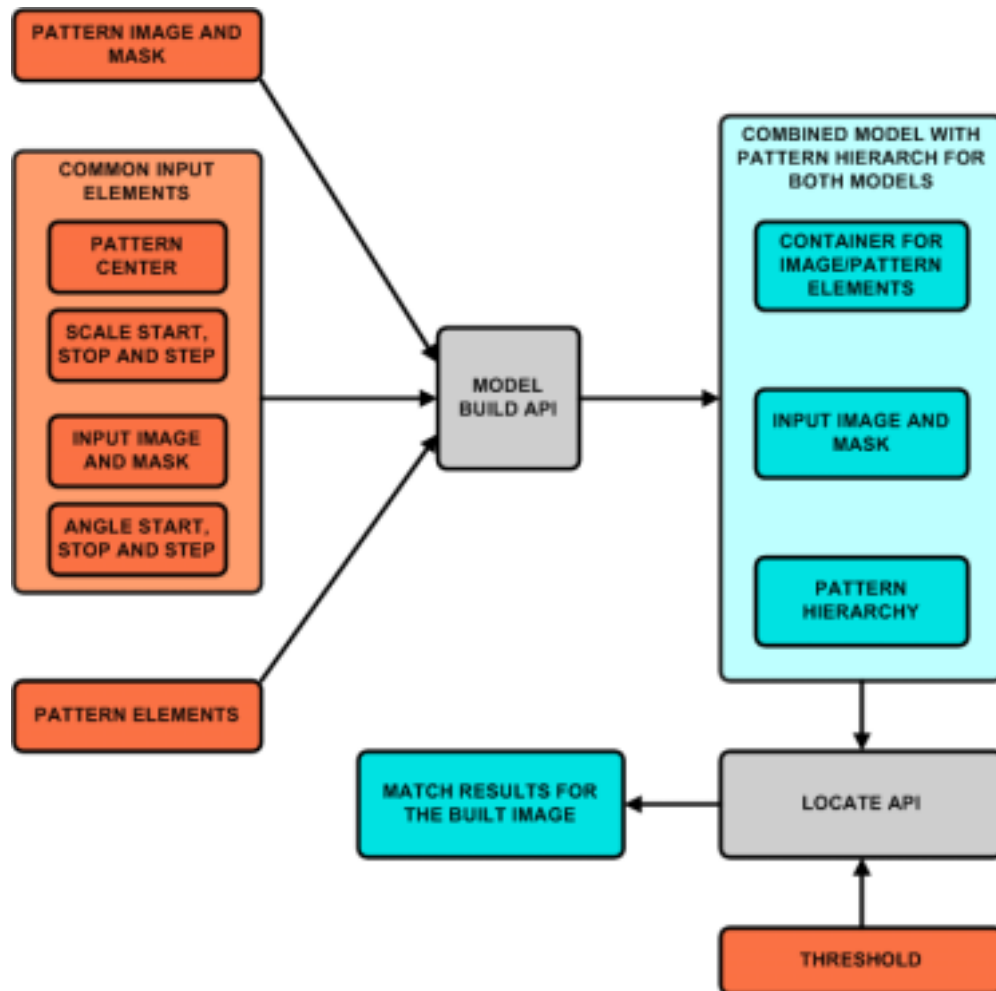 PATTERN IMAGE AND
MASK
COMMON INPUT
ELEMENTS
PATTERN
CENTER
SCALE START,
STOP AND STEP
INPUT IMAGE
AND MASK
ANGLE START,
STOP AND STEP
PATTERN ELEMENTS
MODEL
BUILD API
COMBINED MODEL WITH
PATTERN HIERARCH FOR
BOTH MODELS
CONTAINER FOR
IMAGE/PATTERN
ELEMENTS
INPUT IMAGE AND
MASK
PATTERN
HIERARCHY
LOCATE API
MATCH RESULTS FOR
THE BUILT IMAGE
THRESHOLD